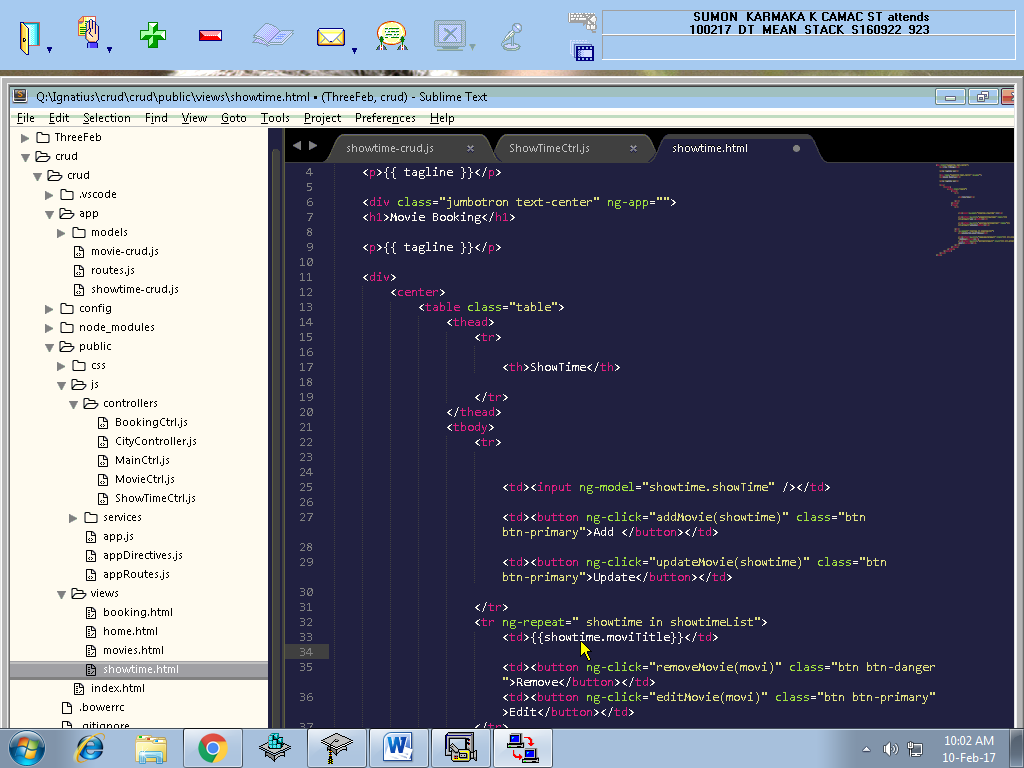 SUMON KARMAKA K CAMAC ST attends
100217 DT MEAN STACK S160922 923
Q:\Ignatius\crud\crud\public\views\showtime.html • (ThreeFeb, crud) - Sublime Text
File Edit Selection Find View Goto Tools Project Preferences Help
ThreeFeb
crud
crud
.vscode
app
models
movie-crud.js
routes.js
showtime-crud.js
config
node_modules
public
css
js
controllers
BookingCtrl.js
CityController.js
MainCtrl.js
MovieCtrl.js
ShowTimeCtrl.js
services
app.js
appDirectives.js
appRoutes.js
views
booking.html
home.html
movies.html
showtime.html
index.html
.bowerrc
.gitignore
showtime-crud.js × ShowTimeCtrl.js × showtime.html
4 <p>{{ tagline }}</p>
5
6 <div class="jumbotron text-center" ng-app="">
7 <h1>Movie Booking</h1>
8
9 <p>{{ tagline }}</p>
10
11 <div>
12 <center>
13 <table class="table">
14 <thead>
15 <tr>
16
17 <th>ShowTime</th>
18
19 </tr>
20 </thead>
21 <tbody>
22 <tr>
23
24
25 <td><input ng-model="showtime.showTime" /></td>
26
27 <td><button ng-click="addMovie(showtime)" class="btn
btn-primary">Add </button></td>
28
29 <td><button ng-click="updateMovie(showtime)" class="btn
btn-primary">Update</button></td>
30
31 </tr>
32 <tr ng-repeat=" showtime in showtimeList">
33 <td>{{showtime.moviTitle}}</td>
34
35 <td><button ng-click="removeMovie(movi)" class="btn btn-danger
">Remove</button></td>
36 <td><button ng-click="editMovie(movi)" class="btn btn-primary"
>Edit</button></td>
37 </tr>
10:02 AM
10-Feb-17